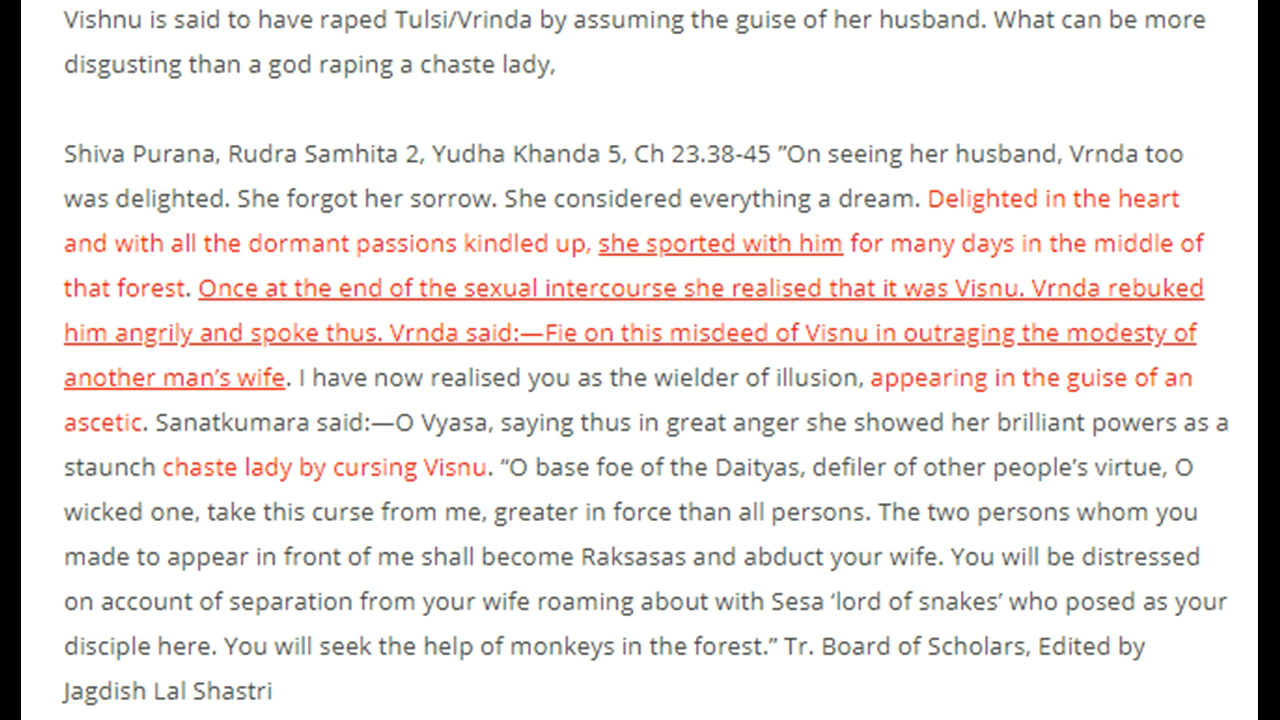 Vishnu is said to have raped Tulsi/Vrinda by assuming the guise of her husband. What can be more
disgusting than a god raping a chaste lady,
Shiva Purana, Rudra Samhita 2, Yudha Khanda 5, Ch 23.38-45 ”On seeing her husband, Vrnda too
was delighted. She forgot her sorrow. She considered everything a dream. Delighted in the heart
and with all the dormant passions kindled up, she sported with him for many days in the middle of
that forest. Once at the end of the sexual intercourse she realised that it was Visnu. Vrnda rebuked
him angrily and spoke thus. Vrnda said:—Fie on this misdeed of Visnu in outraging the modesty of
another man’s wife. I have now realised you as the wielder of illusion, appearing in the guise of an
ascetic. Sanatkumara said:—O Vyasa, saying thus in great anger she showed her brilliant powers as a
staunch chaste lady by cursing Visnu. “O base foe of the Daityas, defiler of other people’s virtue, O
wicked one, take this curse from me, greater in force than all persons. The two persons whom you
made to appear in front of me shall become Raksasas and abduct your wife. You will be distressed
on account of separation from your wife roaming about with Sesa ‘lord of snakes’ who posed as your
disciple here. You will seek the help of monkeys in the forest.” Tr. Board of Scholars, Edited by
Jagdish Lal Shastri